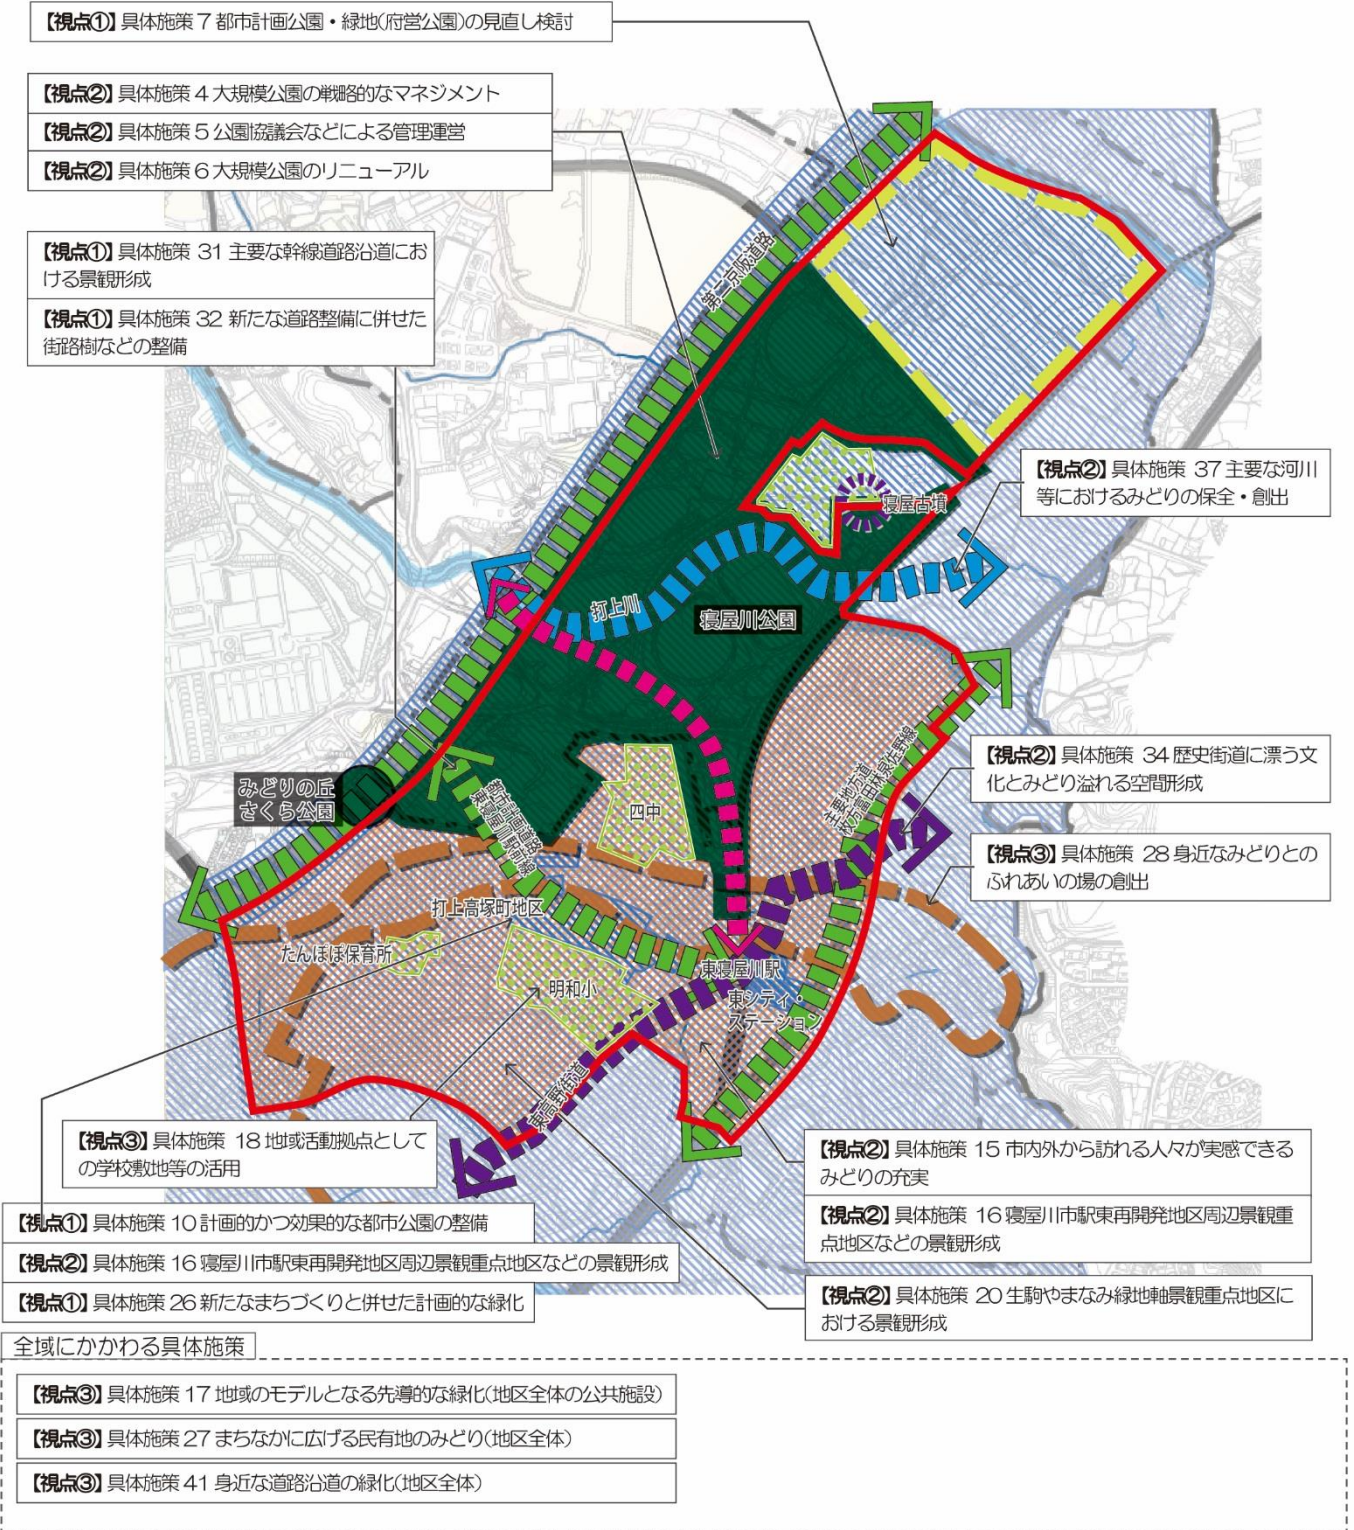 【視点①】具体施策 7 都市計画公園・緑地(府営公園)の見直し検討
【視点②】具体施策 4 大規模公園の戦略的なマネジメント
【視点②】具体施策 5 公園協議会などによる管理運営
【視点②】具体施策 6 大規模公園のリニューアル
【視点①】具体施策 31 主要な幹線道路沿道にお
ける景観形成
【視点①】具体施策 32 新たな道路整備に併せた
街路樹などの整備
第二京阪道路
【視点②】具体施策 37 主要な河川
等におけるみどりの保全・創出
寝屋古墳
打上川
寝屋川公園
主要地方道
枚方富田林泉佐野線
【視点②】具体施策 34 歴史街道に漂う文
化とみどり溢れる空間形成
【視点③】具体施策 28 身近なみどりとの
ふれあいの場の創出
みどりの丘
さくら公園
都市計画道路
東寝屋川駅前線
四中
打上高塚町地区
たんぽぽ保育所
明和小
東寝屋川駅
東シティ・
ステーション
東高野街道
【視点③】具体施策 18 地域活動拠点として
の学校敷地等の活用
【視点①】具体施策 10 計画的かつ効果的な都市公園の整備
【視点②】具体施策 16 寝屋川市駅東再開発地区周辺景観重点地区などの景観形成
【視点①】具体施策 26 新たなまちづくりと併せた計画的な緑化
【視点②】具体施策 15 市内外から訪れる人々が実感できる
みどりの充実
【視点②】具体施策 16 寝屋川市駅東再開発地区周辺景観重
点地区などの景観形成
【視点②】具体施策 20 生駒やまなみ緑地軸景観重点地区に
おける景観形成
全域にかかわる具体施策
【視点③】具体施策 17 地域のモデルとなる先導的な緑化(地区全体の公共施設)
【視点③】具体施策 27 まちなかに広げる民有地のみどり(地区全体)
【視点③】具体施策 41 身近な道路沿道の緑化(地区全体)